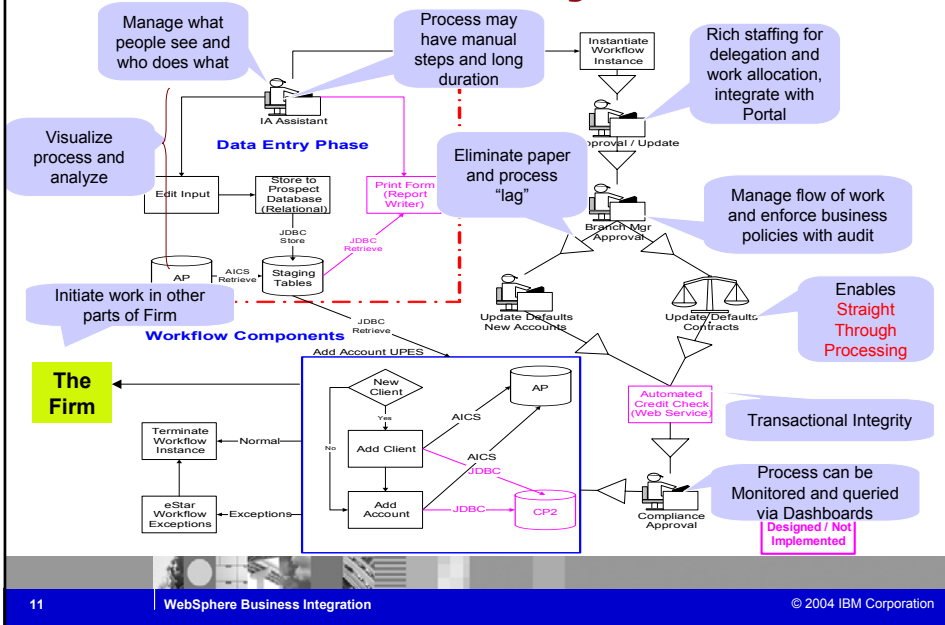 Manage what
people see and
who does what
Process may
have manual
steps and long
duration
Instantiate
Workflow
Instance
Rich staffing for
delegation and
work allocation,
integrate with
Portal
IA Assistant
Data Entry Phase
Visualize
process and
analyze
Edit Input
Store to
Prospect
Database
(Relational)
Print Form
(Report
Writer)
Eliminate paper
and process
"lag"
pproval / Update
Manage flow of work
and enforce business
policies with audit
Branch Mgr
Approval
JDBC
Store
JDBC
Retrieve
AP
AICS
Retrieve
Staging
Tables
Initiate work in other
parts of Firm
Workflow Components
JDBC
Retrieve
Add Account UPES
Update Defaults
New Accounts
Update Defaults
Contracts
Enables
Straight
Through
Processing
The
Firm
New
Client
Yes
No
Add Client
Add
Account
AICS
AICS
JDBC
JDBC
AP
CP2
Terminate
Workflow
Instance
Normal
eStar
Workflow
Exceptions
Exceptions
Automated
Credit Check
(Web Service)
Transactional Integrity
Compliance
Approval
Process can be
Monitored and queried
via Dashboards
Designed / Not
Implemented
11
WebSphere Business Integration
© 2004 IBM Corporation